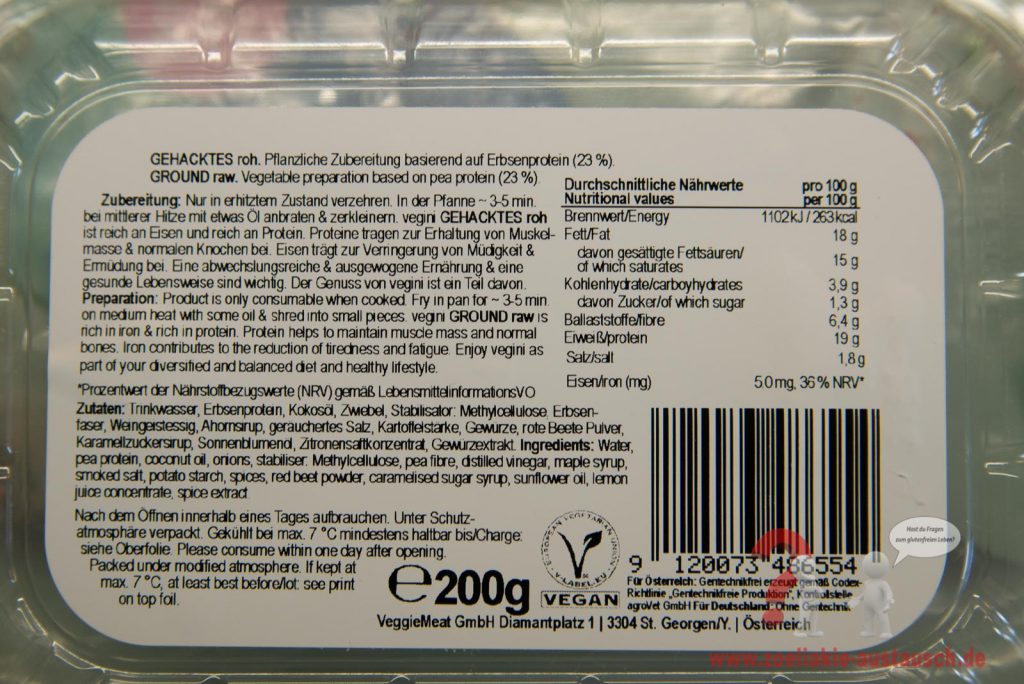 GEHACKTES roh. Pflanzliche Zubereitung basierend auf Erbsenprotein (23 %).
GROUND raw. Vegetable preparation based on pea protein (23 %).
Zubereitung: Nur in erhitztem Zustand verzehren. In der Pfanne ~ 3-5 min.
bei mittlerer Hitze mit etwas Öl anbraten & zerkleinern. vegini GEHACKTES roh
ist reich an Eisen und reich an Protein. Proteine tragen zur Erhaltung von Muskel-
masse & normalen Knochen bei. Eisen trägt zur Verringerung von Müdigkeit &
Ermüdung bei. Eine abwechslungsreiche & ausgewogene Ernährung & eine
gesunde Lebensweise sind wichtig. Der Genuss von vegini ist ein Teil davon.
Preparation: Product is only consumable when cooked. Fry in pan for ~ 3-5 min.
on medium heat with some oil & shred into small pieces. vegini GROUND raw is
rich in iron & rich in protein. Protein helps to maintain muscle mass and normal
bones. Iron contributes to the reduction of tiredness and fatigue. Enjoy vegini as
part of your diversified and balanced diet and healthy lifestyle.
*Prozentwert der Nährstoffbezugswerte (NRV) gemäß LebensmittelinformationsVO
Durchschnittliche Nährwerte pro 100 g
Nutritional values per 100 g
Brennwert/Energy 1102 kJ / 263 kcal
Fett/Fat 18 g
davon gesättigte Fettsäuren/
of which saturates 15 g
Kohlenhydrate/carboyhydrates 3,9 g
davon Zucker/of which sugar 1,3 g
Ballaststoffe/fibre 6,4 g
Eiweiß/protein 19 g
Salz/salt 1,8 g
Eisen/iron (mg) 5.0 mg, 36 % NRV*
Zutaten: Trinkwasser, Erbsenprotein, Kokosöl, Zwiebel, Stabilisator: Methylcellulose, Erbsen-
faser, Weingeistessig, Ahornsirup, geräuchertes Salz, Kartoffelstärke, Gewürze, rote Beete Pulver,
Karamellzuckersirup, Sonnenblumenöl, Zitronensaftkonzentrat, Gewürzextrakt. Ingredients: Water,
pea protein, coconut oil, onions, stabiliser: Methylcellulose, pea fibre, distilled vinegar, maple syrup,
smoked salt, potato starch, spices, red beet powder, caramelised sugar syrup, sunflower oil, lemon
juice concentrate, spice extract
Nach dem Öffnen innerhalb eines Tages aufbrauchen. Unter Schutz-
atmosphäre verpackt. Gekühlt bei max. 7 °C mindestens haltbar bis/Charge:
siehe Oberfolie. Please consume within one day after opening.
Packed under modified atmosphere. If kept at
max. 7 °C, at least best before/lot: see print
on top foil.
℮200g
EUROPEAN VEGETARIAN UNION
V-LABEL.EU
VEGAN
9 120073 486554
Für Österreich: Gentechnikfrei erzeugt gemäß Codex-
Richtlinie „Gentechnikfreie Produktion“, Kontrollstelle
agroVet GmbH Für Deutschland: Ohne Gentechnik
VeggieMeat GmbH Diamantplatz 1 | 3304 St. Georgen/Y. | Österreich
Hast du Fragen
zum glutenfreien Leben?
www.zoeliakie-austausch.de